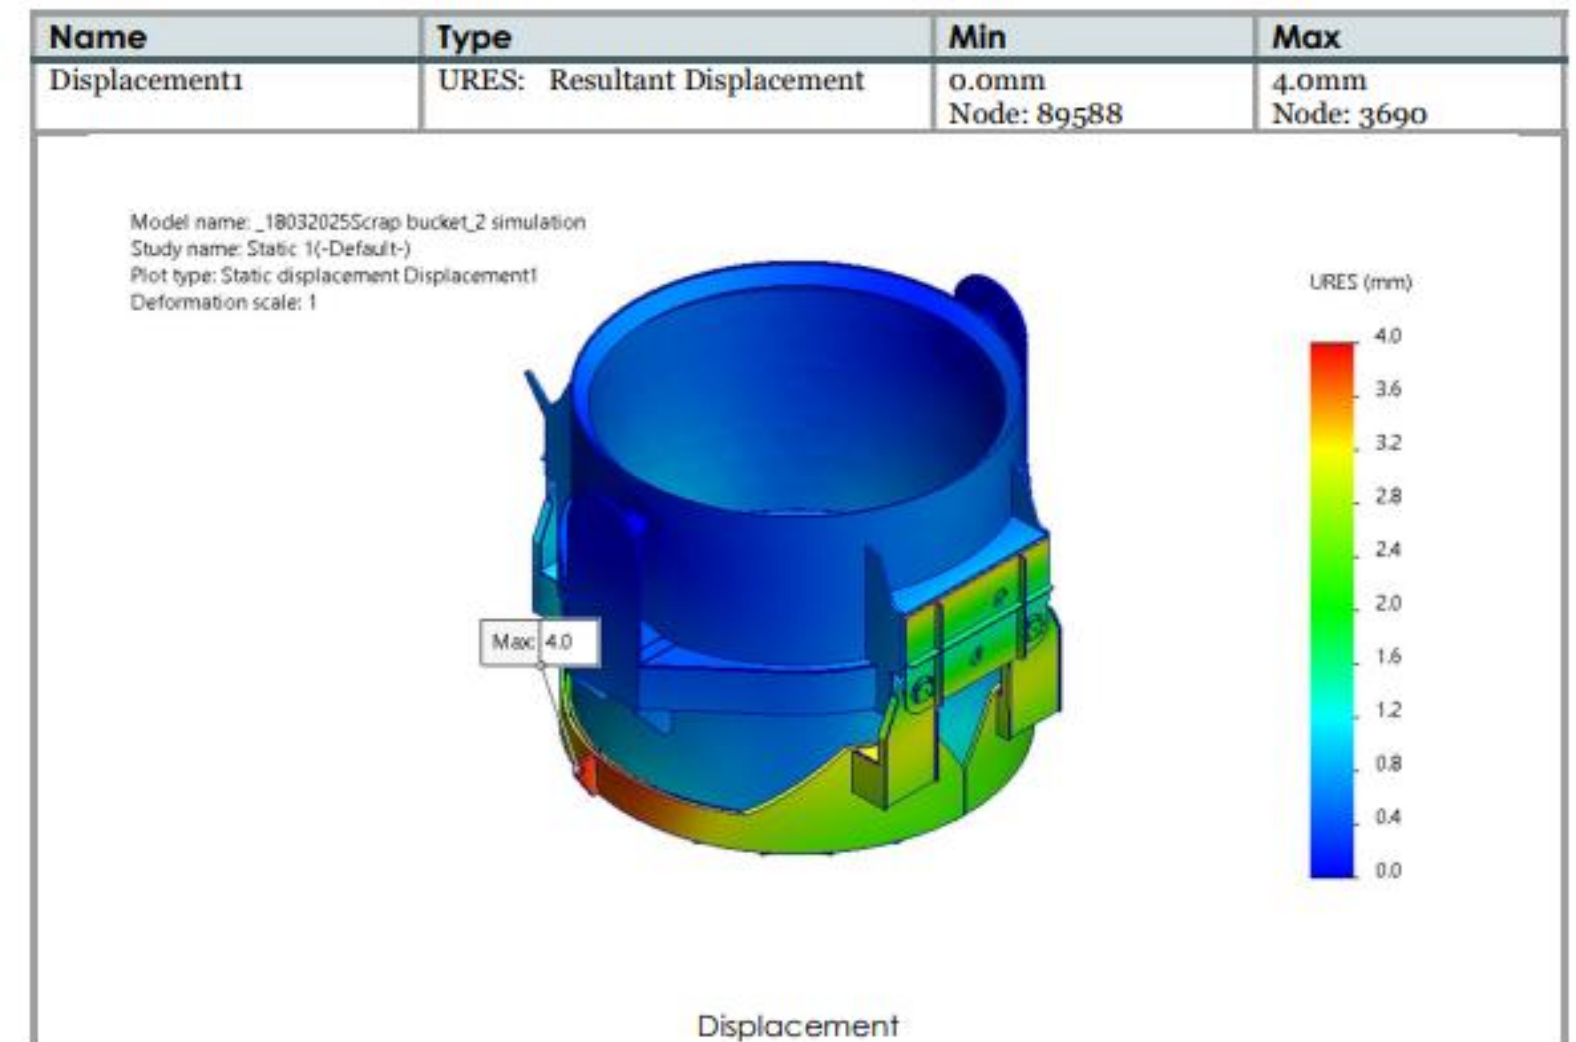 Name Type Min Max
Displacement1 URES: Resultant Displacement 0.0mm 4.0mm
Node: 89588 Node: 3690
Model name: _18032025Scrap bucket_2 simulation
Study name: Static 1(-Default-)
Plot type: Static displacement Displacement1
Deformation scale: 1
URES (mm)
4.0
3.6
3.2
2.8
2.4
2.0
1.6
1.2
0.8
0.4
0.0
Max: 4.0
Displacement